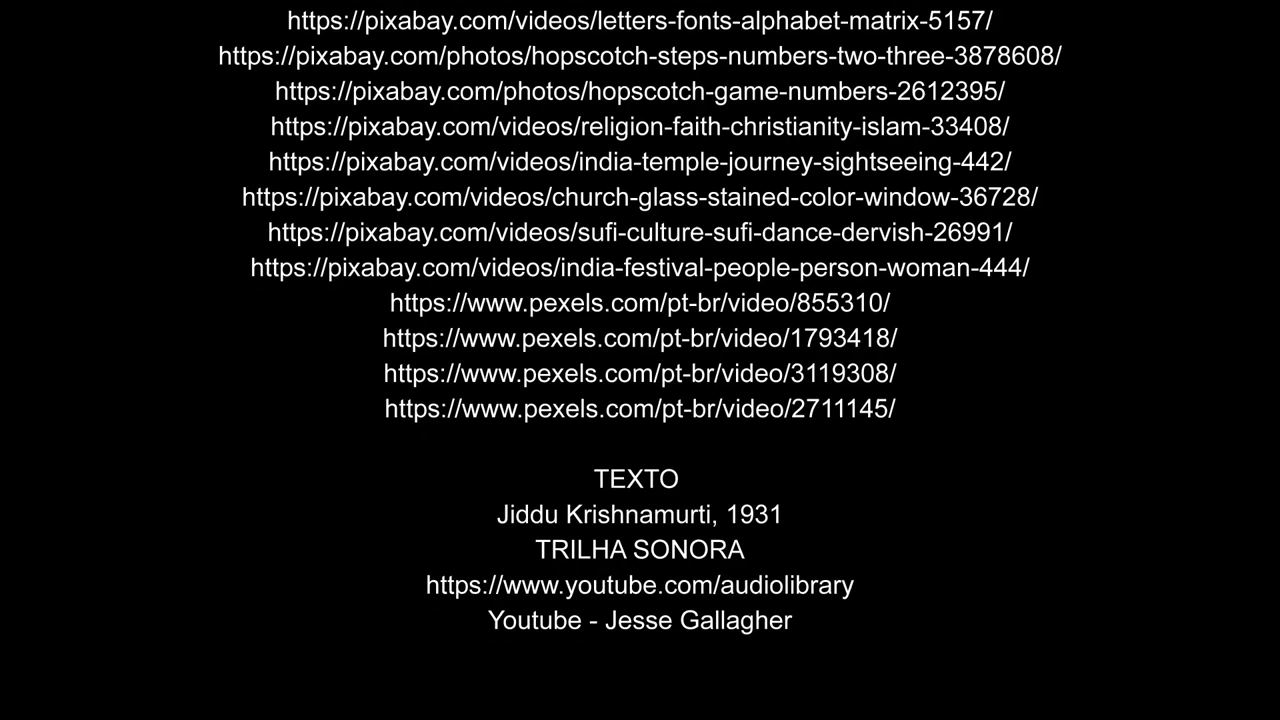 https://pixabay.com/videos/letters-fonts-alphabet-matrix-5157/
https://pixabay.com/photos/hopscotch-steps-numbers-two-three-3878608/
https://pixabay.com/photos/hopscotch-game-numbers-2612395/
https://pixabay.com/videos/religion-faith-christianity-islam-33408/
https://pixabay.com/videos/india-temple-journey-sightseeing-442/
https://pixabay.com/videos/church-glass-stained-color-window-36728/
https://pixabay.com/videos/sufi-culture-sufi-dance-dervish-26991/
https://pixabay.com/videos/india-festival-people-person-woman-444/
https://www.pexels.com/pt-br/video/855310/
https://www.pexels.com/pt-br/video/1793418/
https://www.pexels.com/pt-br/video/3119308/
https://www.pexels.com/pt-br/video/2711145/
TEXTO
Jiddu Krishnamurti, 1931
TRILHA SONORA
https://www.youtube.com/audiolibrary
Youtube - Jesse Gallagher